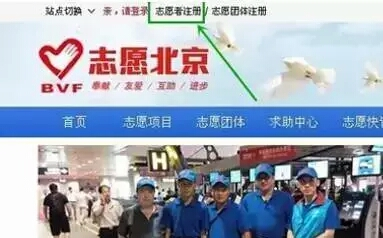 站点切换 亲，请登录 志愿者注册 / 志愿团体注册
志愿北京
BVF 奉献 / 友爱 / 互助 / 进步
首页 志愿项目 志愿团体 求助中心 志愿快
H